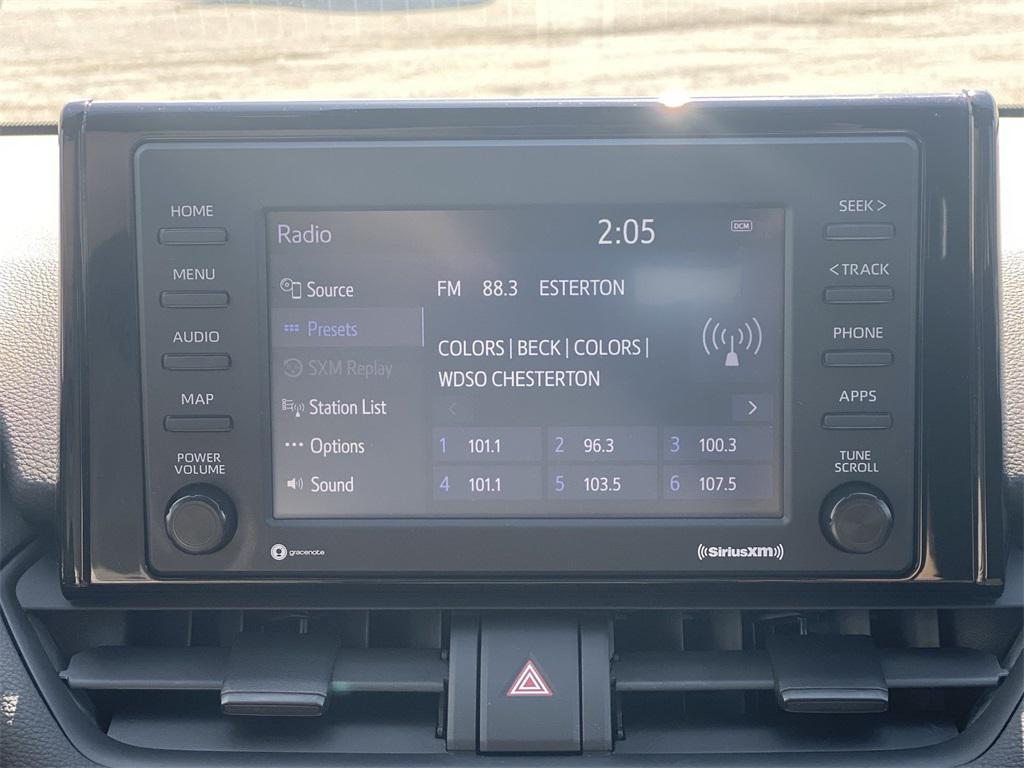 HOME
MENU
AUDIO
MAP
POWER
VOLUME
Radio
2:05
DCM
Source
Presets
SXM Replay
Station List
Options
Sound
FM 88.3 ESTERTON
COLORS | BECK | COLORS |
WDSO CHESTERTON
<
>
1 101.1
2 96.3
3 100.3
4 101.1
5 103.5
6 107.5
SEEK >
< TRACK
PHONE
APPS
TUNE
SCROLL
gracenote
((SiriusXM))